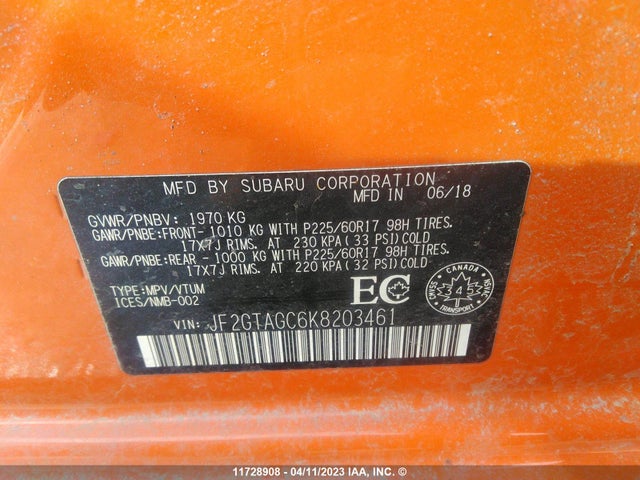 MFD BY SUBARU CORPORATION
MFD IN 06/18
GVWR/PNBV: 1970 KG
GAWR/PNBE:FRONT- 1010 KG WITH P225/60R17 98H TIRES.
17X7J RIMS. AT 230 KPA( 33 PSI)COLD
GAWR/PNBE:REAR - 1000 KG WITH P225/60R17 98H TIRES.
17X7J RIMS. AT 220 KPA( 32 PSI)COLD
TYPE:MPV/VTUM
ICES/NMB-002
EC
CANADA
345
TRANSPORT
CMVSS
NSVAC
VIN: JF2GTAGC6K8203461
11728908 - 04/11/2023 IAA, INC. ©